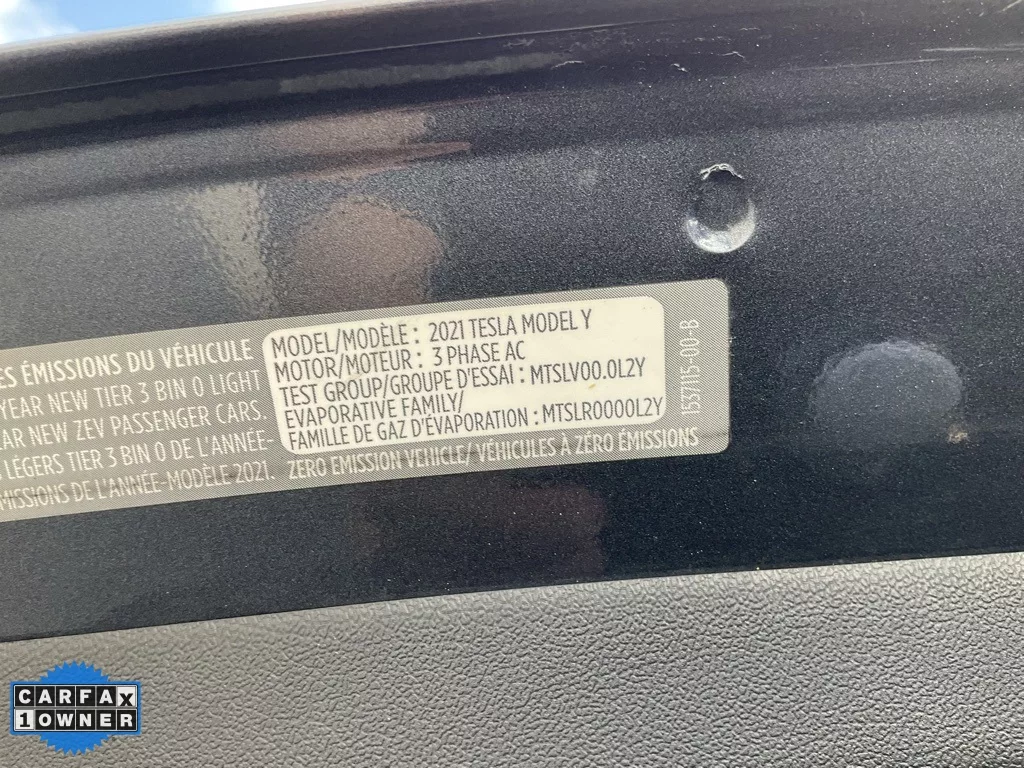 ES ÉMISSIONS DU VÉHICULE
YEAR NEW TIER 3 BIN 0 LIGHT
AR NEW ZEV PASSENGER CARS.
LÉGERS TIER 3 BIN 0 DE L'ANNÉE-
MISSIONS DE L'ANNÉE-MODÈLE 2021.
MODEL/MODÈLE : 2021 TESLA MODEL Y
MOTOR/MOTEUR : 3 PHASE AC
TEST GROUP/GROUPE D'ESSAI : MTSLV00.0L2Y
EVAPORATIVE FAMILY/
FAMILLE DE GAZ D'ÉVAPORATION : MTSLR0000L2Y
ZERO EMISSION VEHICLE/ VÉHICULES À ZÉRO ÉMISSIONS
1537115-00-B
CARFAX
1 OWNER